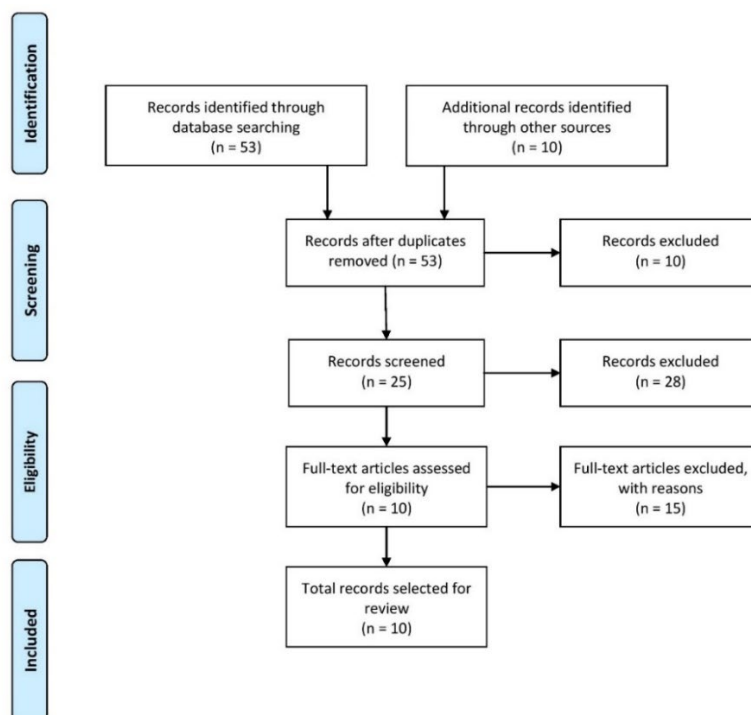 Identification
Records identified through
database searching
(n = 53)
Additional records identified
through other sources
(n = 10)
Screening
Records after duplicates
removed (n = 53)
Records excluded
(n = 10)
Records screened
(n = 25)
Records excluded
(n = 28)
Eligibility
Full-text articles assessed
for eligibility
(n = 10)
Full-text articles excluded,
with reasons
(n = 15)
Included
Total records selected for
review
(n = 10)